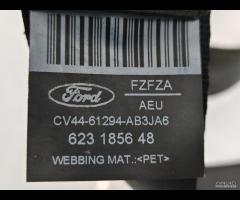 Ford
FZFZA
AEU
CV44-61294-AB3JA6
623 1856 48
WEBBING MAT.:<PET>